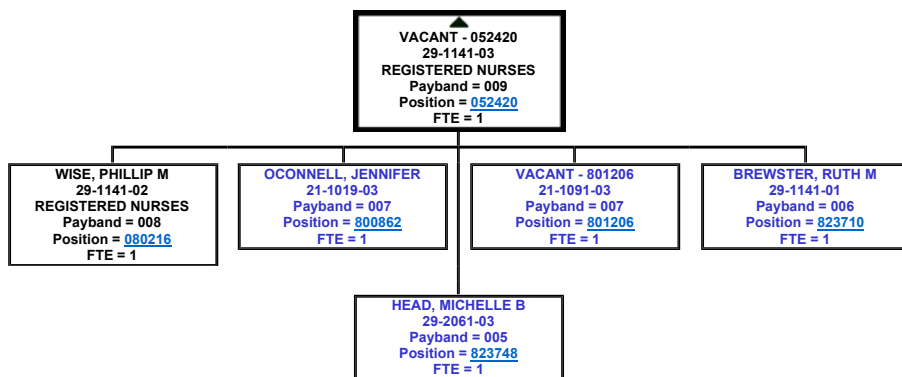 VACANT - 052420
29-1141-03
REGISTERED NURSES
Payband = 009
Position = 052420
FTE = 1
WISE, PHILLIP M
29-1141-02
REGISTERED NURSES
Payband = 008
Position = 080216
FTE = 1
OCONNELL, JENNIFER
21-1019-03
Payband = 007
Position = 800862
FTE = 1
VACANT - 801206
21-1091-03
Payband = 007
Position = 801206
FTE = 1
BREWSTER, RUTH M
29-1141-01
Payband = 006
Position = 823710
FTE = 1
HEAD, MICHELLE B
29-2061-03
Payband = 005
Position = 823748
FTE = 1